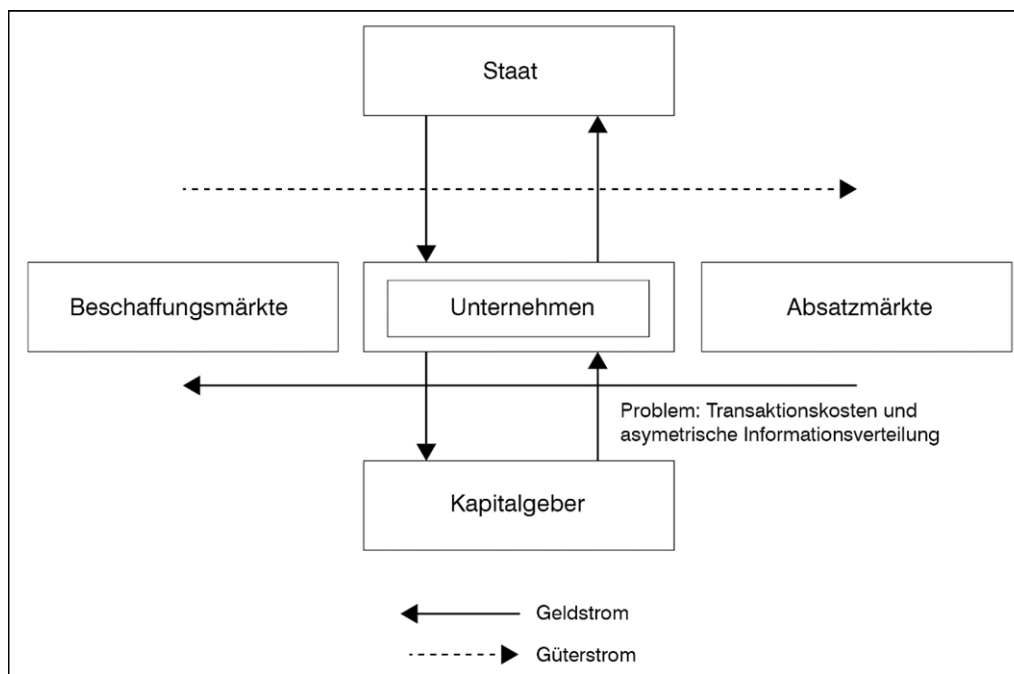 Staat
Beschaffungsmärkte
Unternehmen
Absatzmärkte
Problem: Transaktionskosten und
asymetrische Informationsverteilung
Kapitalgeber
Geldstrom
Güterstrom